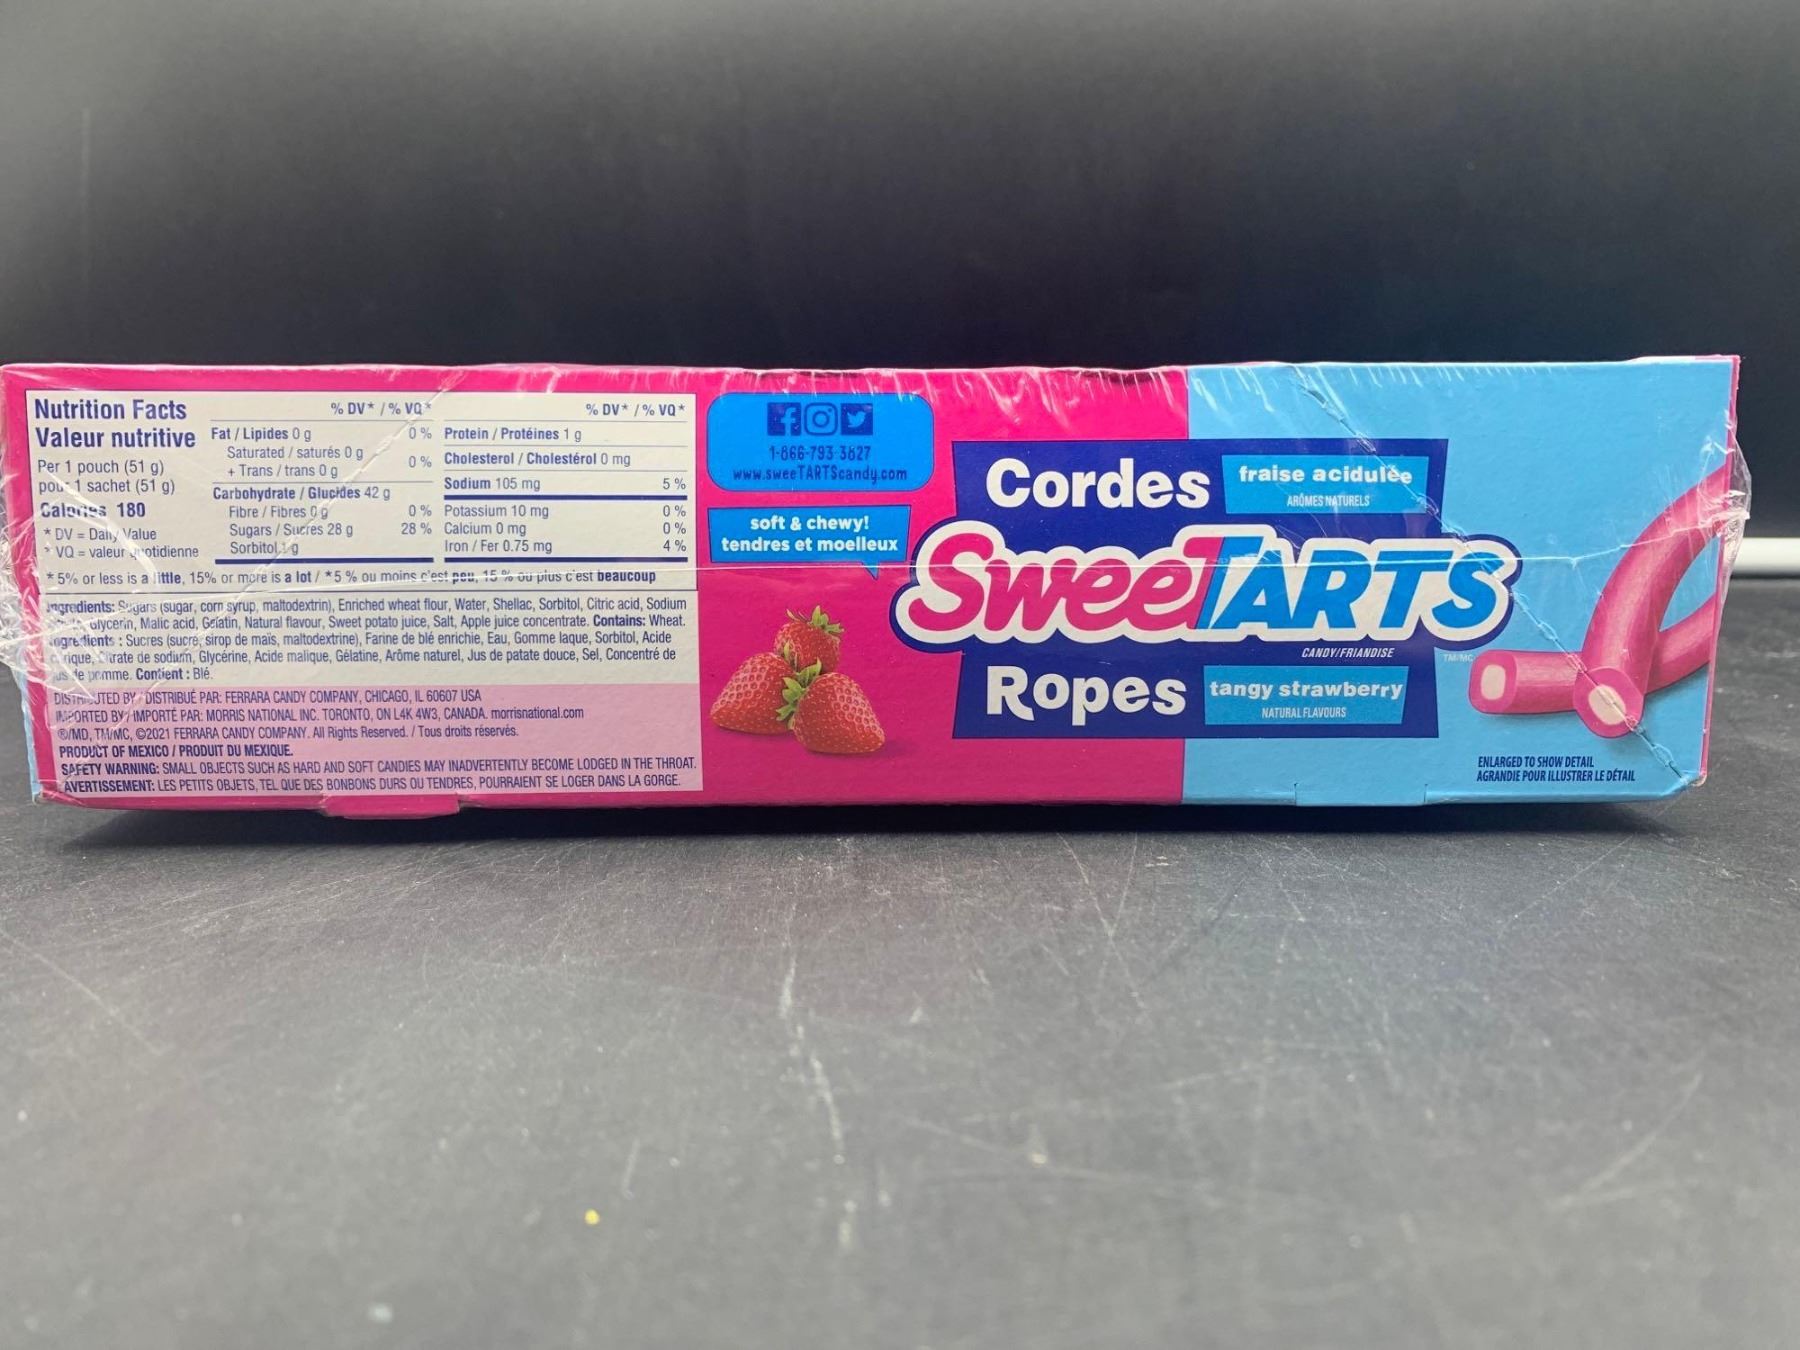 Nutrition Facts
Valeur nutritive
Per 1 pouch (51 g)
pour 1 sachet (51 g)
Calories 180
* DV = Daily Value
* VQ = valeur quotidienne
% DV* / % VQ*
Fat / Lipides 0 g 0 %
Saturated / saturés 0 g
+ Trans / trans 0 g 0 %
Carbohydrate / Glucides 42 g
Fibre / Fibres 0 g 0 %
Sugars / Sucres 28 g 28 %
Sorbitol g
% DV* / % VQ*
Protein / Protéines 1 g
Cholesterol / Cholestérol 0 mg
Sodium 105 mg 5 %
Potassium 10 mg 0 %
Calcium 0 mg 0 %
Iron / Fer 0.75 mg 4 %
* 5% or less is a little, 15% or more is a lot / *5 % ou moins c'est peu, 15 % ou plus c'est beaucoup
Ingredients: Sugars (sugar, corn syrup, maltodextrin), Enriched wheat flour, Water, Shellac, Sorbitol, Citric acid, Sodium
Glycerin, Malic acid, Gelatin, Natural flavour, Sweet potato juice, Salt, Apple juice concentrate. Contains: Wheat.
Ingredients : Sucres (sucre, sirop de maïs, maltodextrine), Farine de blé enrichie, Eau, Gomme laque, Sorbitol, Acide
citrique, Citrate de sodium, Glycérine, Acide malique, Gélatine, Arôme naturel, Jus de patate douce, Sel, Concentré de
jus de pomme. Contient : Blé.
DISTRIBUTED BY / DISTRIBUÉ PAR: FERRARA CANDY COMPANY, CHICAGO, IL 60607 USA
IMPORTED BY / IMPORTÉ PAR: MORRIS NATIONAL INC. TORONTO, ON L4K 4W3, CANADA. morrisnational.com
®/MD, TM/MC, ©2021 FERRARA CANDY COMPANY. All Rights Reserved. / Tous droits réservés.
PRODUCT OF MEXICO / PRODUIT DU MEXIQUE.
SAFETY WARNING: SMALL OBJECTS SUCH AS HARD AND SOFT CANDIES MAY INADVERTENTLY BECOME LODGED IN THE THROAT.
AVERTISSEMENT: LES PETITS OBJETS, TEL QUE DES BONBONS DURS OU TENDRES, POURRAIENT SE LOGER DANS LA GORGE.
1-866-793-3627
www.sweeTARTScandy.com
soft & chewy!
tendres et moelleux
Cordes
fraise acidulée
ARÔMES NATURELS
SweeTARTS
CANDY/FRIANDISE
TM/MC
Ropes
tangy strawberry
NATURAL FLAVOURS
ENLARGED TO SHOW DETAIL
AGRANDIE POUR ILLUSTRER LE DÉTAIL